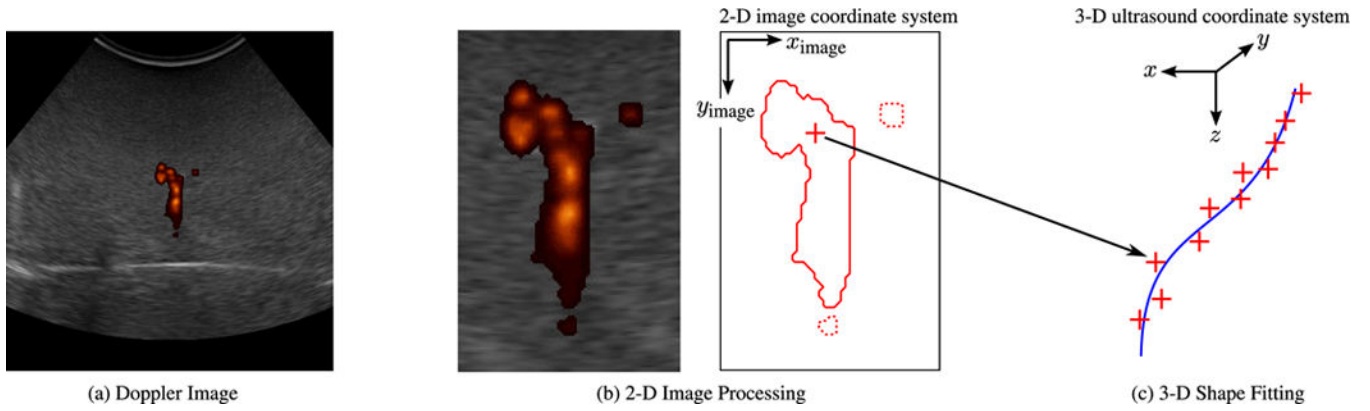 2-D image coordinate system
3-D ultrasound coordinate system
x_image
y_image
x
y
z
(a) Doppler Image
(b) 2-D Image Processing
(c) 3-D Shape Fitting